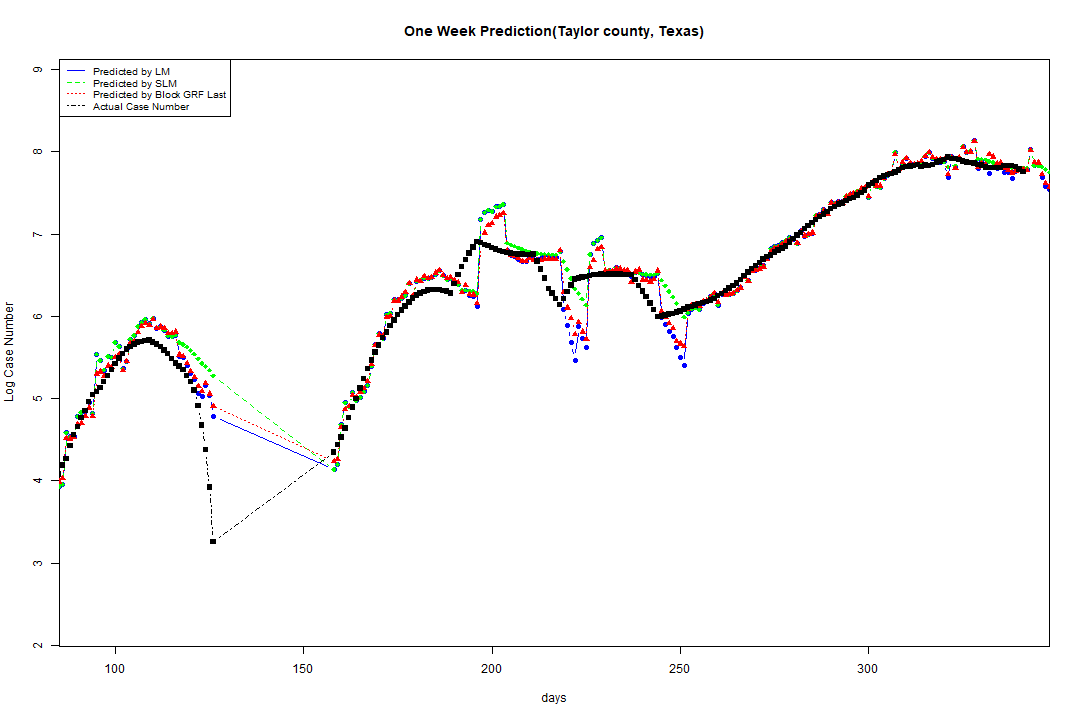 One Week Prediction(Taylor county, Texas)
Predicted by LM
Predicted by SLM
Predicted by Block GRF Last
Actual Case Number
9
8
7
6
5
4
3
2
Log Case Number
100 150 200 250 300
days